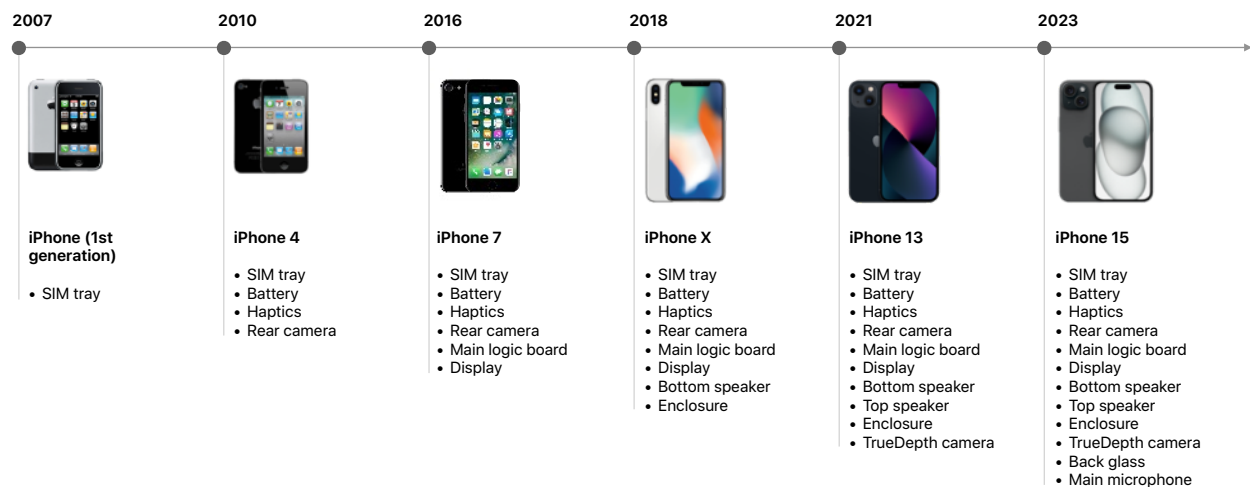 2007
2010
2016
2018
2021
2023
iPhone (1st
generation)
• SIM tray
iPhone 4
• SIM tray
• Battery
• Haptics
• Rear camera
iPhone 7
• SIM tray
• Battery
• Haptics
• Rear camera
• Main logic board
• Display
iPhone X
• SIM tray
• Battery
• Haptics
• Rear camera
• Main logic board
• Display
• Bottom speaker
• Enclosure
iPhone 13
• SIM tray
• Battery
• Haptics
• Rear camera
• Main logic board
• Display
• Bottom speaker
• Top speaker
• Enclosure
• TrueDepth camera
iPhone 15
• SIM tray
• Battery
• Haptics
• Rear camera
• Main logic board
• Display
• Bottom speaker
• Top speaker
• Enclosure
• TrueDepth camera
• Back glass
• Main microphone